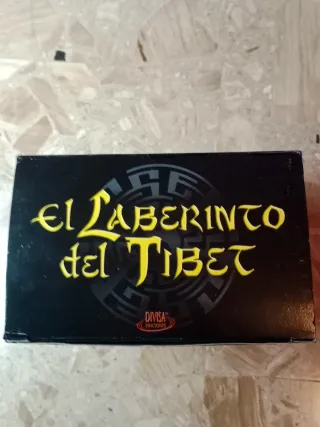 El LABERINTO
del TIBET
DIVISA